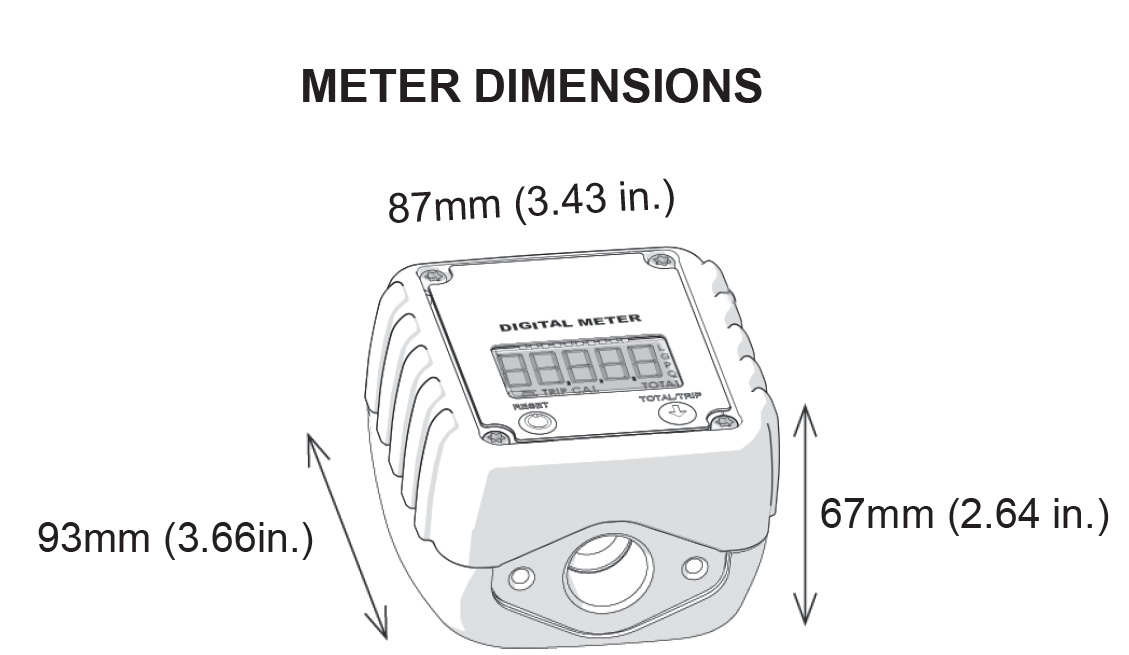 METER DIMENSIONS
87mm (3.43 in.)
DIGITAL METER
88888 L G P Q
TRIP CAL TOTAL
RESET TOTAL/TRIP
93mm (3.66in.)
67mm (2.64 in.)